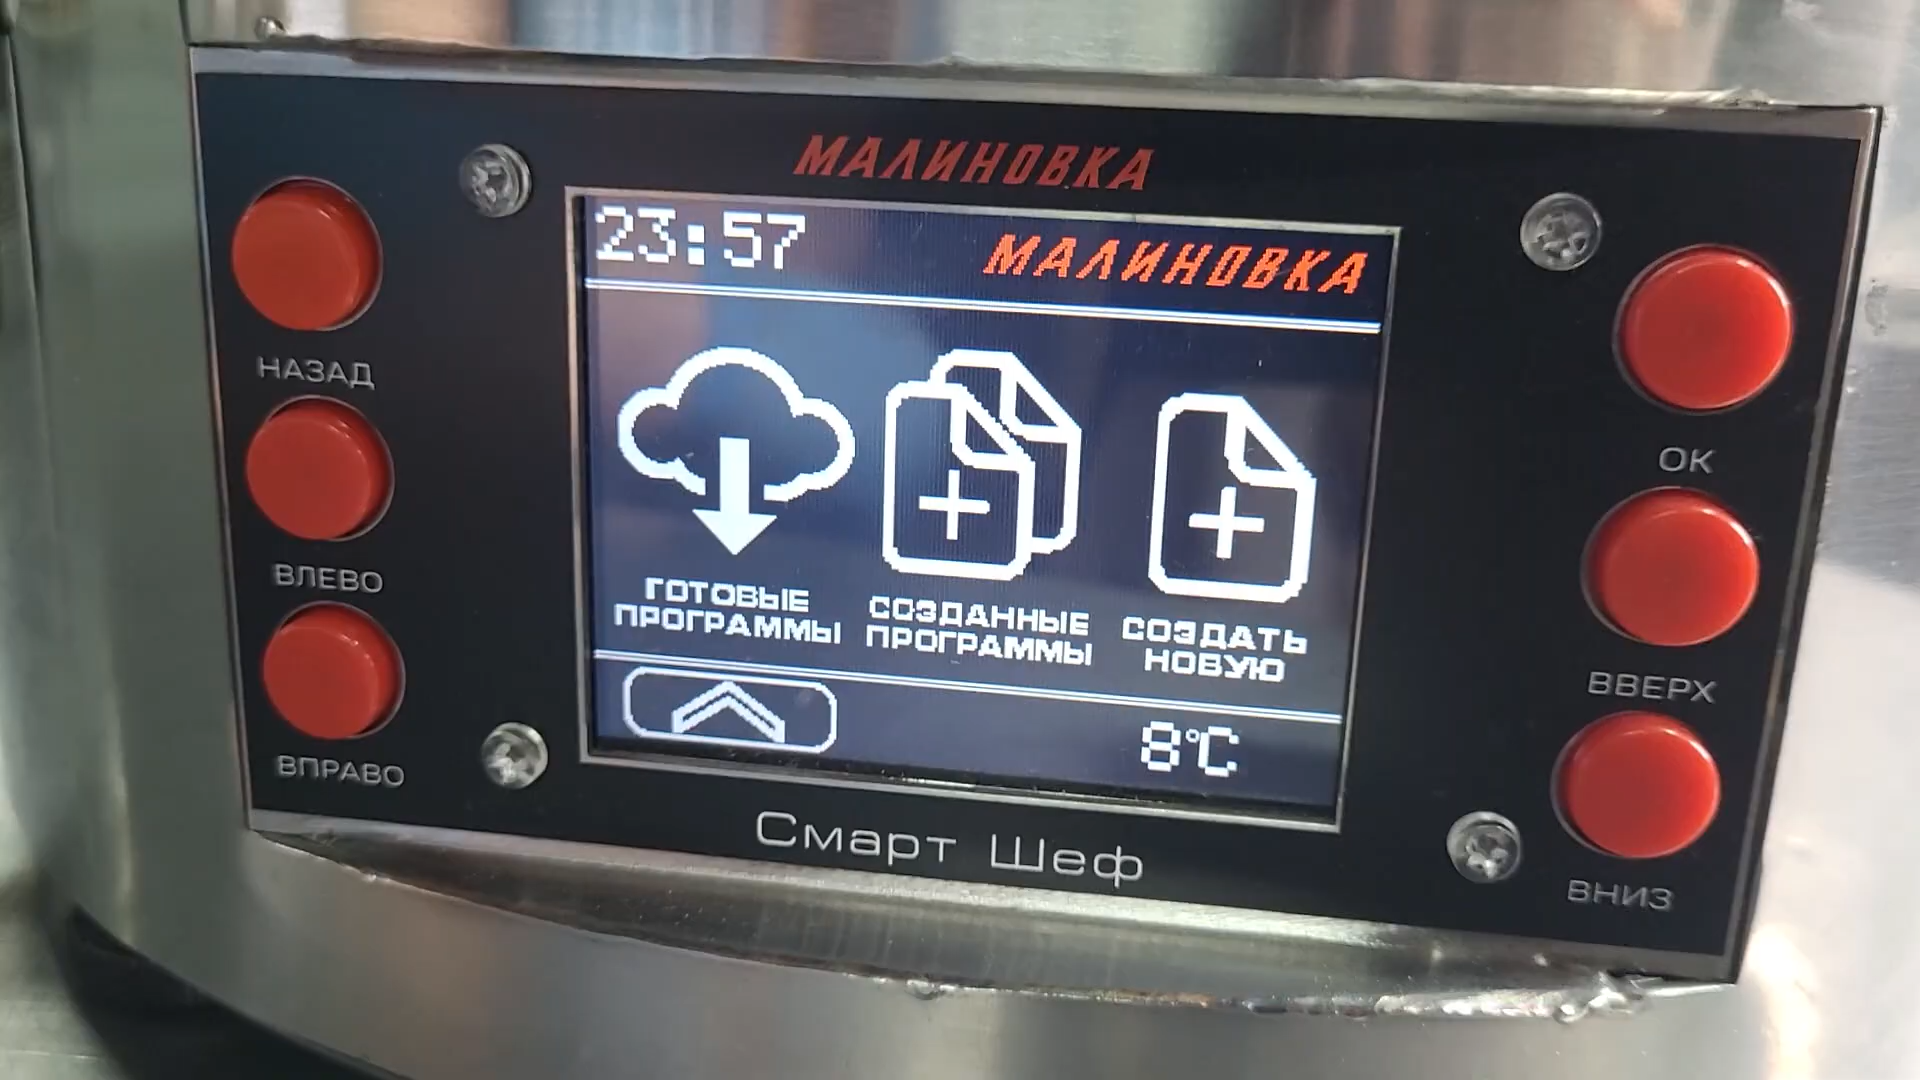 МАЛИНОВКА
23:57 МАЛИНОВКА
НАЗАД
ВЛЕВО
ВПРАВО
ГОТОВЫЕ
ПРОГРАММЫ
СОЗДАННЫЕ
ПРОГРАММЫ
СОЗДАТЬ
НОВУЮ
8°C
ОК
ВВЕРХ
ВНИЗ
Смарт Шеф